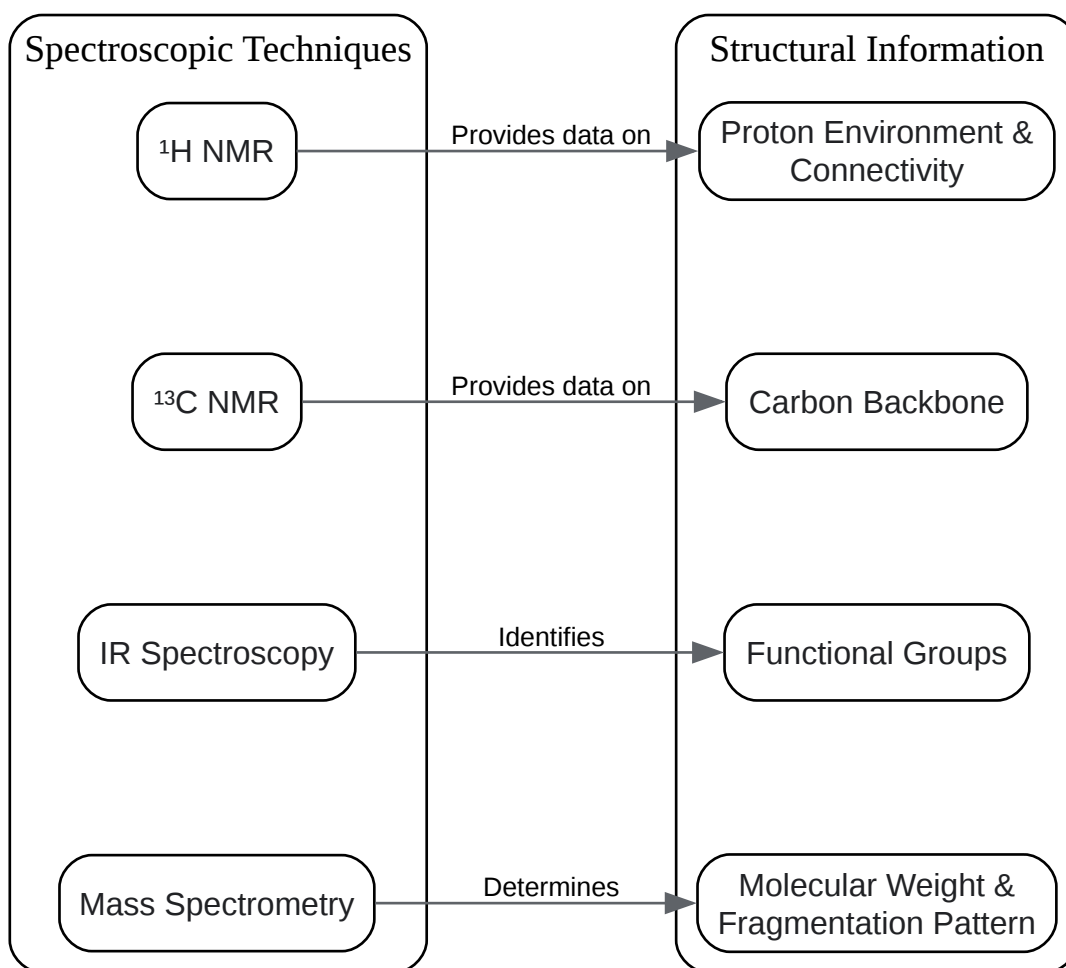 Spectroscopic Techniques
Structural Information
¹H NMR
Provides data on
Proton Environment &
Connectivity
¹³C NMR
Provides data on
Carbon Backbone
IR Spectroscopy
Identifies
Functional Groups
Mass Spectrometry
Determines
Molecular Weight &
Fragmentation Pattern